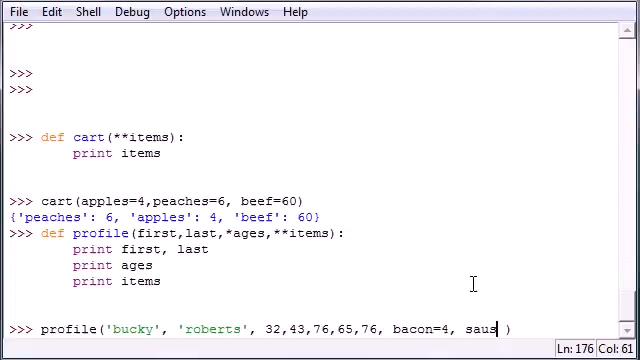 File Edit Shell Debug Options Windows Help
>>>
>>>
>>>
>>> def cart(**items):
print items
>>> cart(apples=4,peaches=6, beef=60)
{'peaches': 6, 'apples': 4, 'beef': 60}
>>> def profile(first,last,*ages,**items):
print first, last
print ages
print items
>>> profile('bucky', 'roberts', 32,43,76,65,76, bacon=4, saus )
Ln: 176 Col: 61